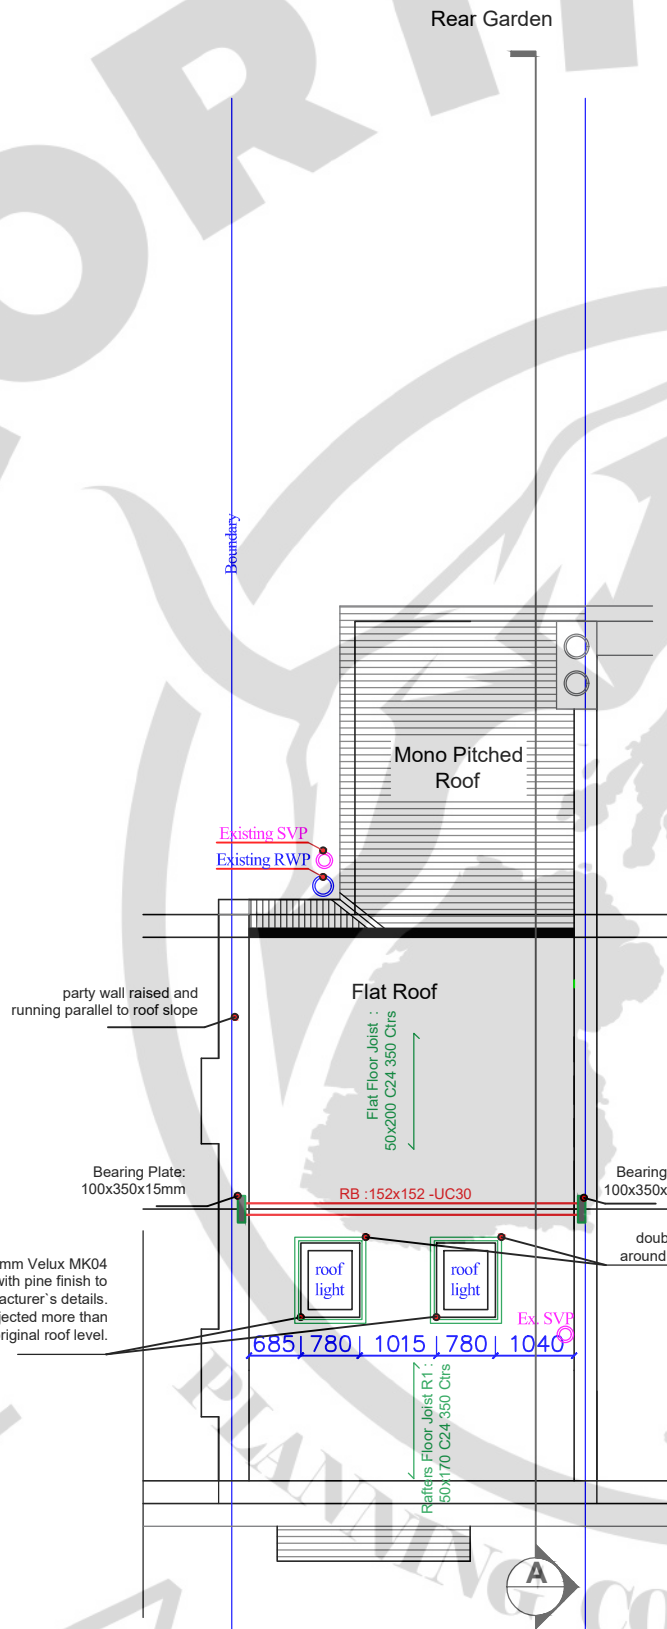 Rear Garden
Boundary
Mono Pitched
Roof
Existing SVP
Existing RWP
party wall raised and
running parallel to roof slope
Flat Roof
Flat Floor Joist :
50x200 C24 350 Ctrs
Bearing Plate:
100x350x15mm
RB :152x152 -UC30
Bearing
100x350x
mm Velux MK04
with pine finish to
acturer`s details.
jected more than
original roof level.
roof
light
roof
light
doub
around
Ex. SVP
685 780 1015 780 1040
Rafters Floor Joist R1 :
50x170 C24 350 Ctrs
A
PLANNING CO